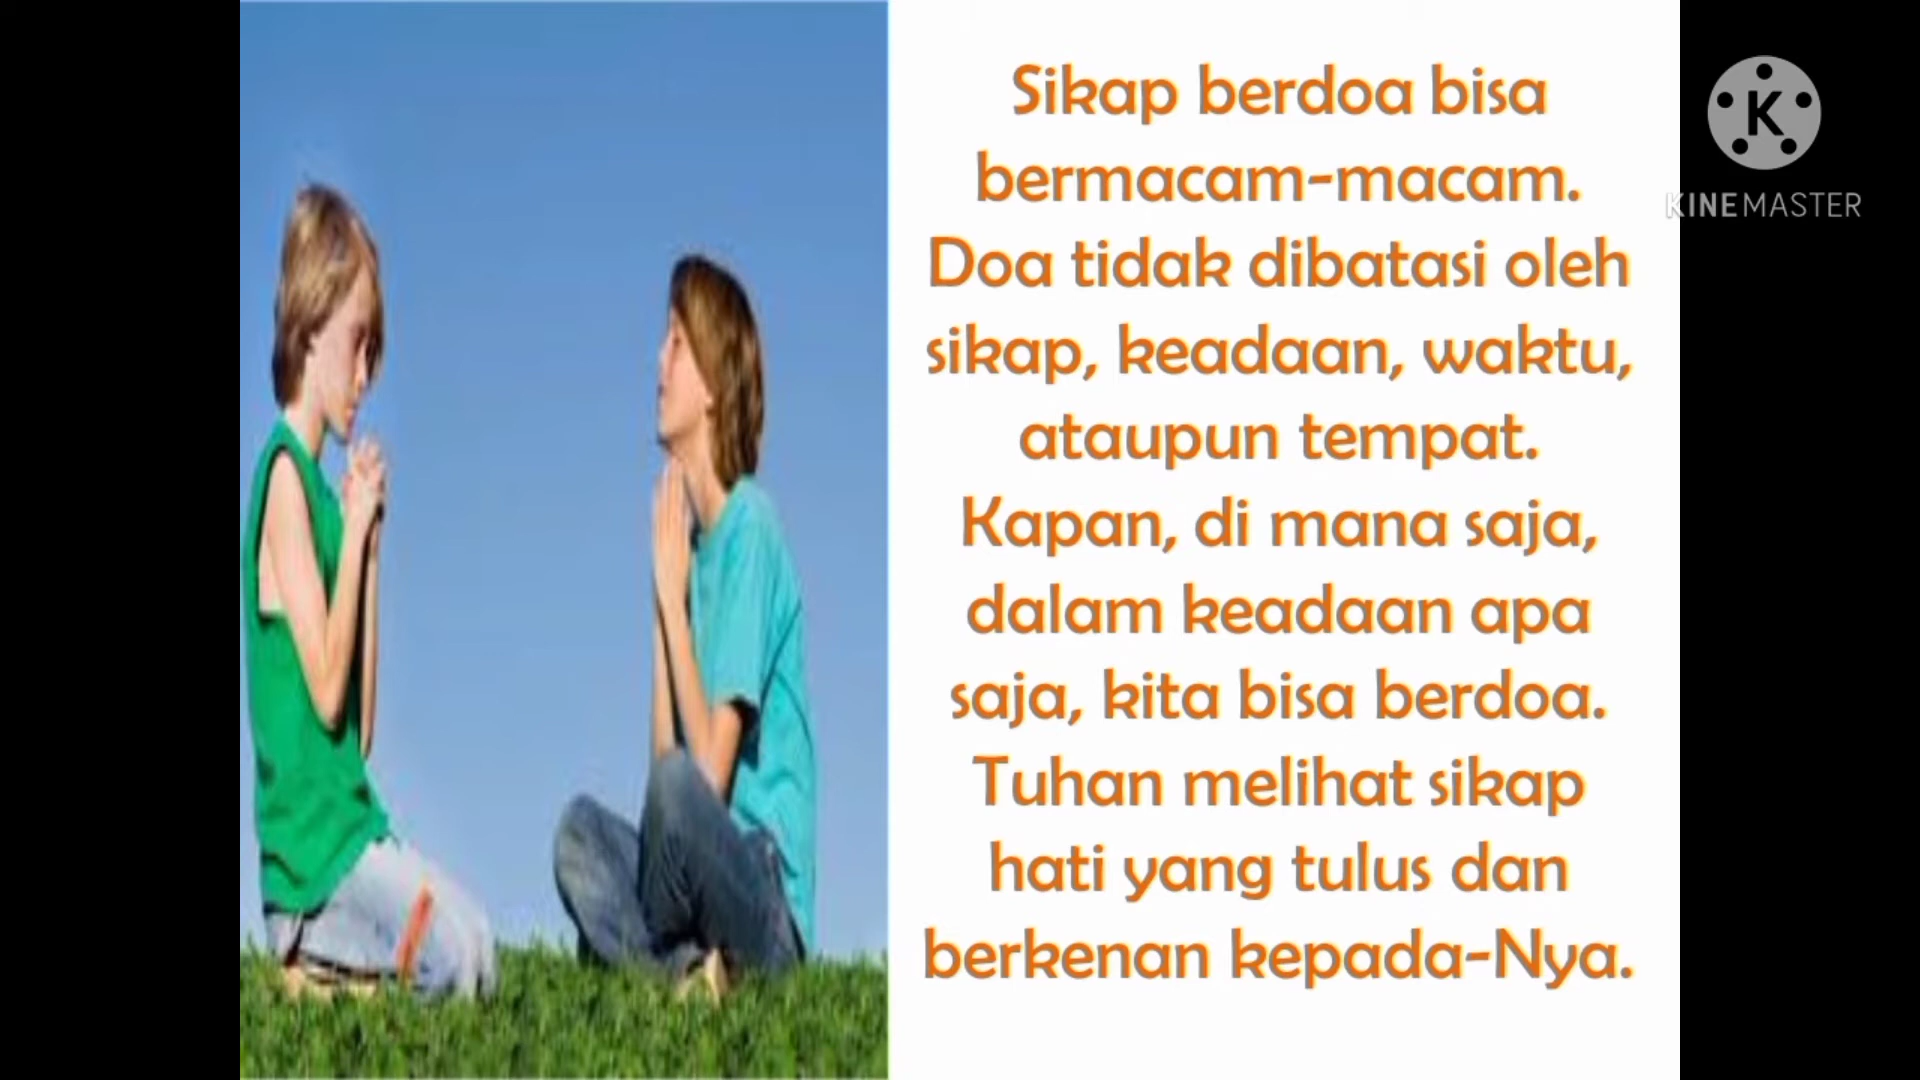 Sikap berdoa bisa
bermacam-macam.
Doa tidak dibatasi oleh
sikap, keadaan, waktu,
ataupun tempat.
Kapan, di mana saja,
dalam keadaan apa
saja, kita bisa berdoa.
Tuhan melihat sikap
hati yang tulus dan
berkenan kepada-Nya.
K
KINEMASTER